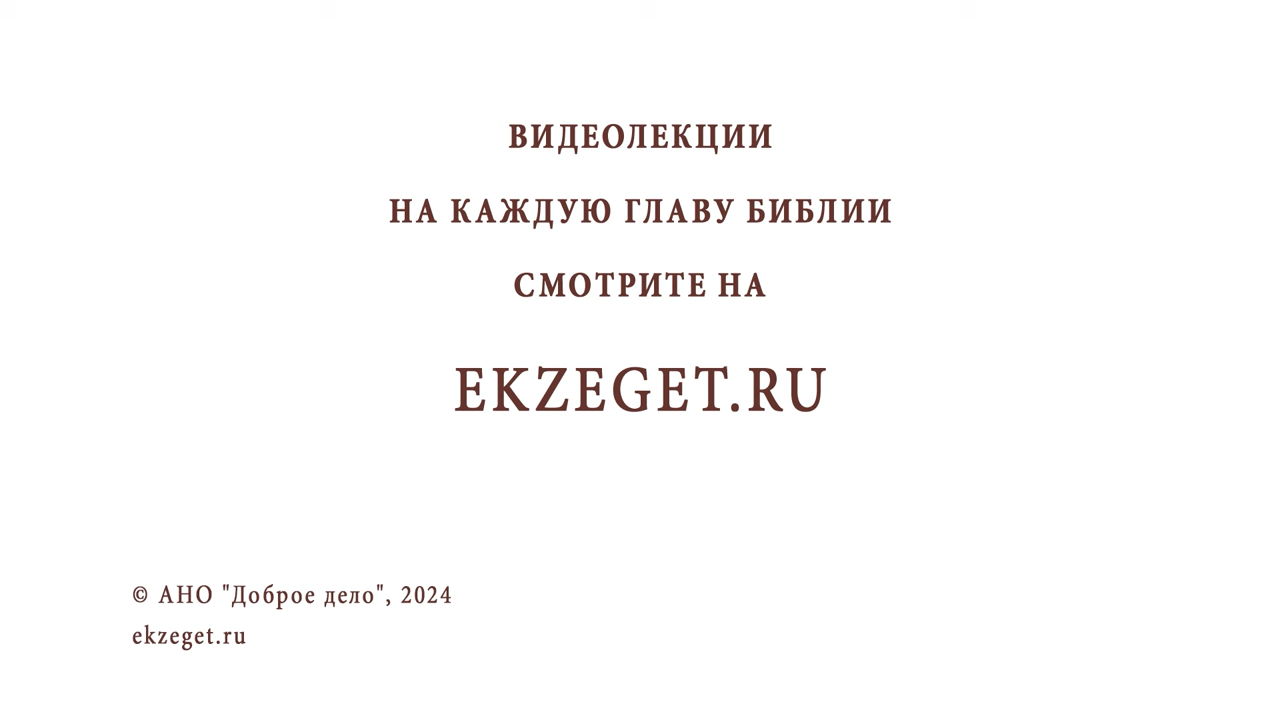 ВИДЕОЛЕКЦИИ
НА КАЖДУЮ ГЛАВУ БИБЛИИ
СМОТРИТЕ НА
EKZEGET.RU
© АНО "Доброе дело", 2024
ekzeget.ru